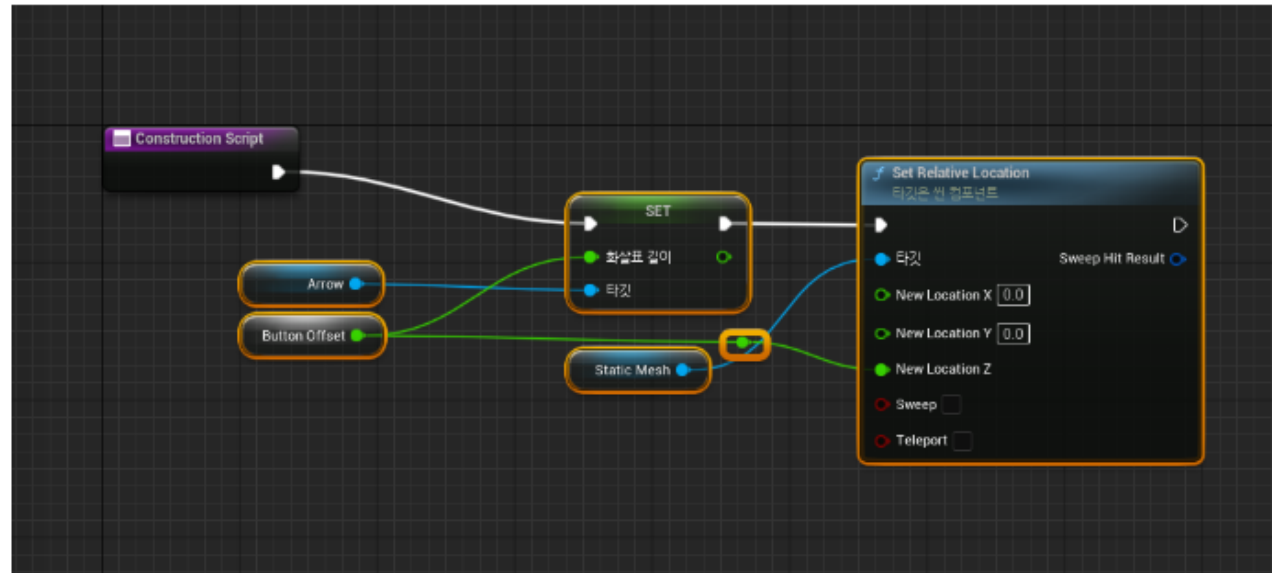 Construction Script
SET
화살표 길이
타깃
Arrow
Button Offset
Static Mesh
f Set Relative Location
타깃은 씬 컴포넌트
타깃
Sweep Hit Result
New Location X 0.0
New Location Y 0.0
New Location Z
Sweep
Teleport